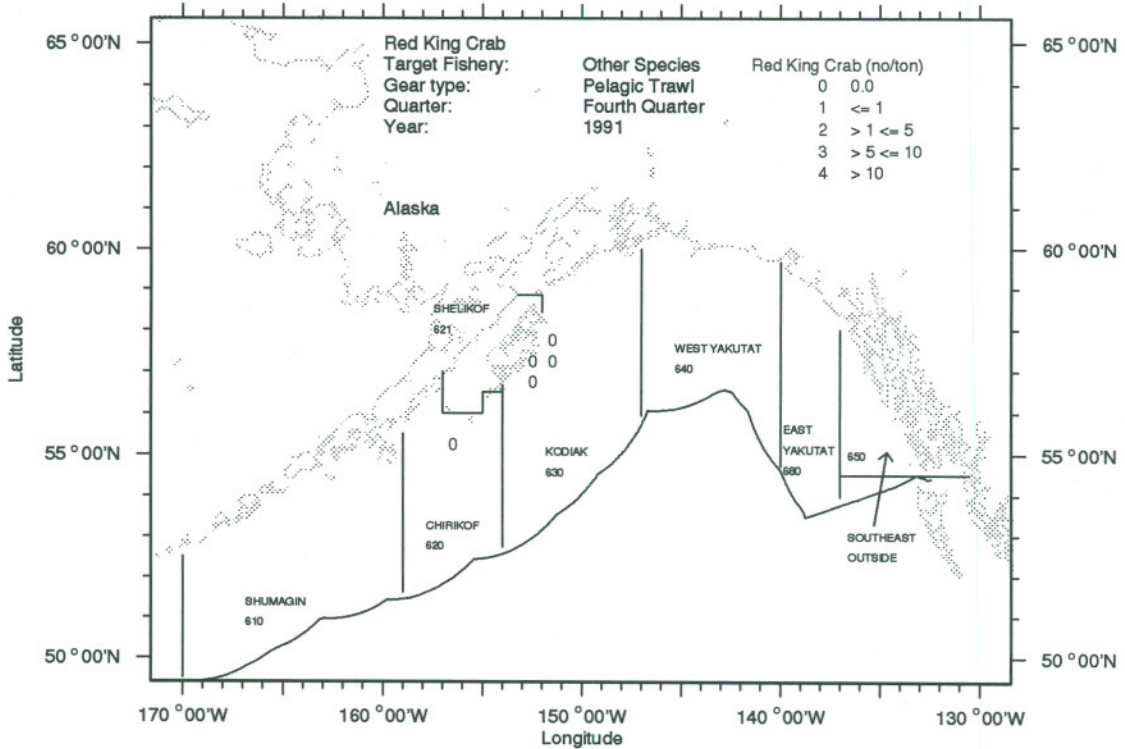 65 °00'N
65 °00'N
Red King Crab
Target Fishery: Other Species
Gear type: Pelagic Trawl
Quarter: Fourth Quarter
Year: 1991
Red King Crab (no/ton)
0 0.0
1 <= 1
2 > 1 <= 5
3 > 5 <= 10
4 > 10
Alaska
60 °00'N
60 °00'N
SHELIKOF
621
0
0 0
0
WEST YAKUTAT
640
Latitude
55 °00'N
55 °00'N
0
KODIAK
630
EAST
YAKUTAT
680
650
CHIRIKOF
620
SOUTHEAST
OUTSIDE
SHUMAGIN
610
50 °00'N
50 °00'N
170 °00'W 160 °00'W 150 °00'W 140 °00'W 130 °00'W
Longitude